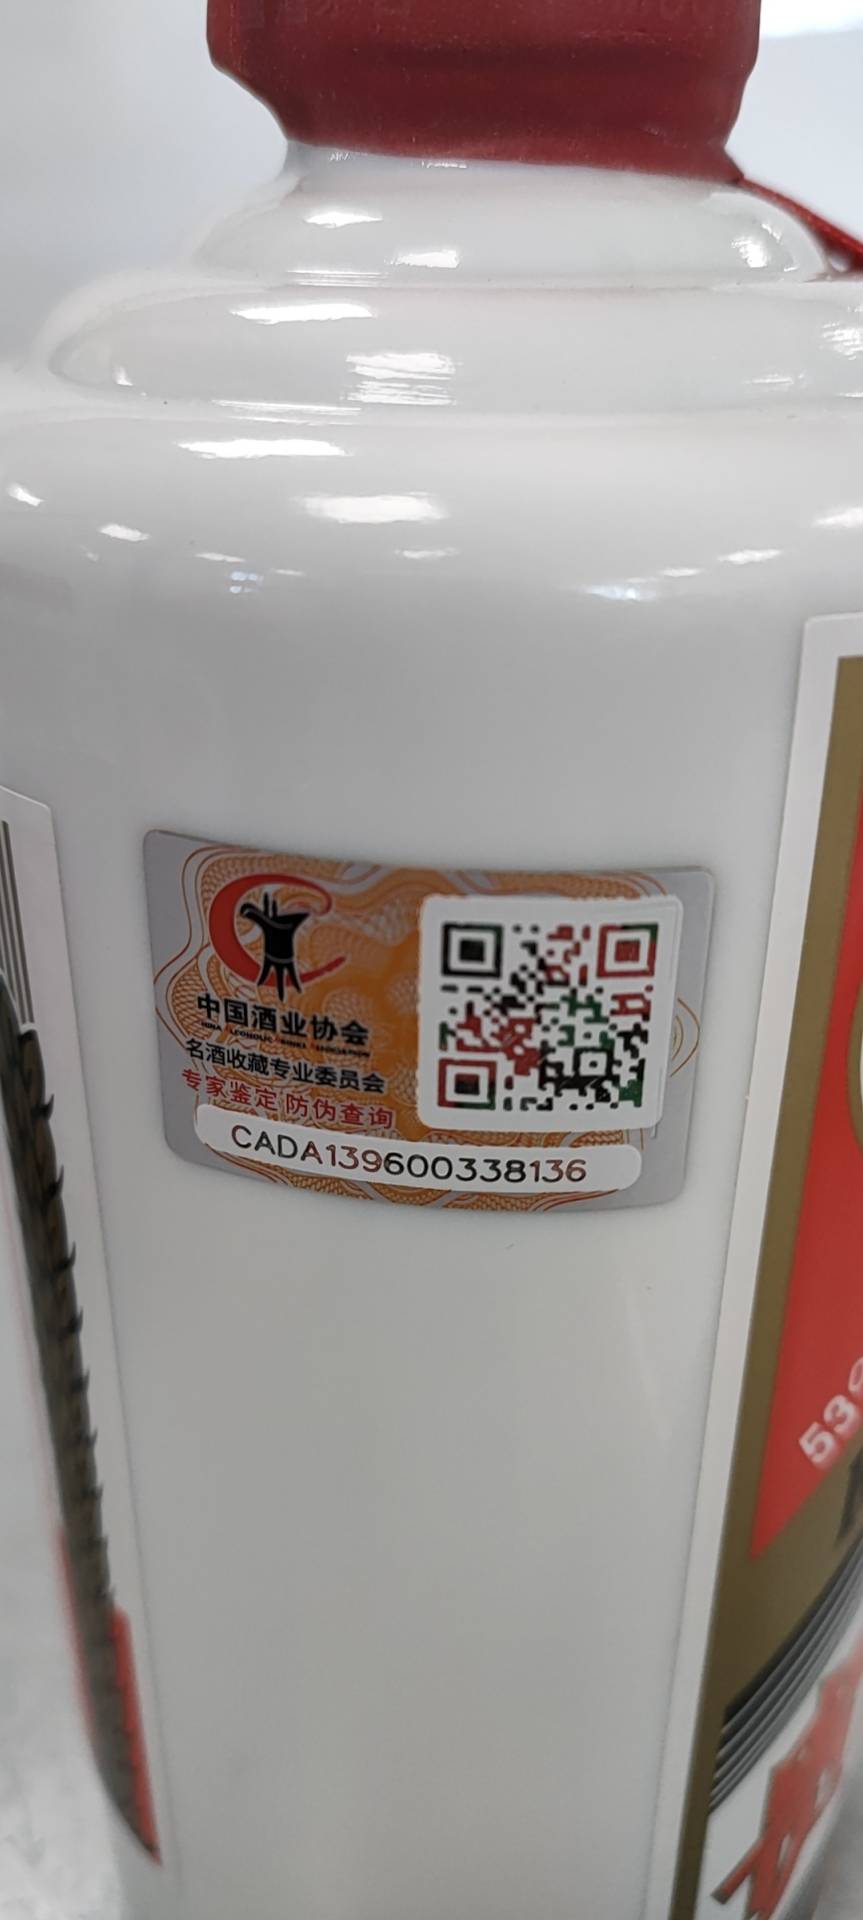 中国酒业协会
名酒收藏专业委员会
专家鉴定 防伪查询
CADA139600338136
53